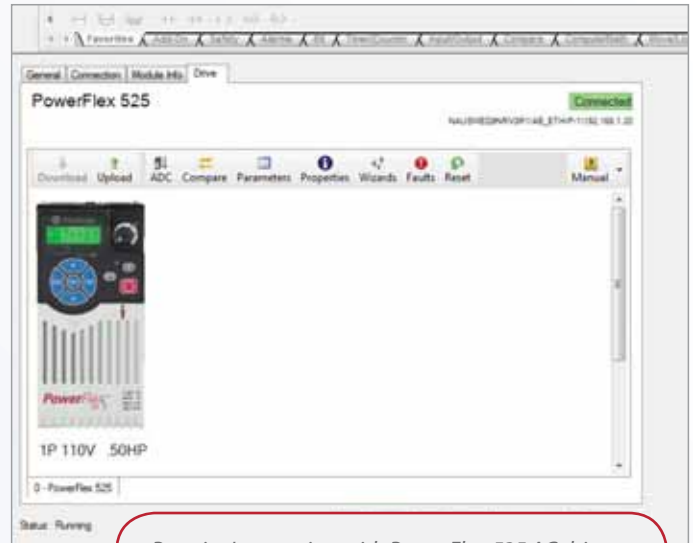 Favorites Add-On Safety Alarms Bit Timer/Counter Input/Output Compare
General Connection Module Info Drive
PowerFlex 525
Connected
Download Upload ADC Compare Parameters Properties Wizards Faults Reset Manual
PowerFlex
1P 110V .50HP
0 - PowerFlex 525
Status: Running